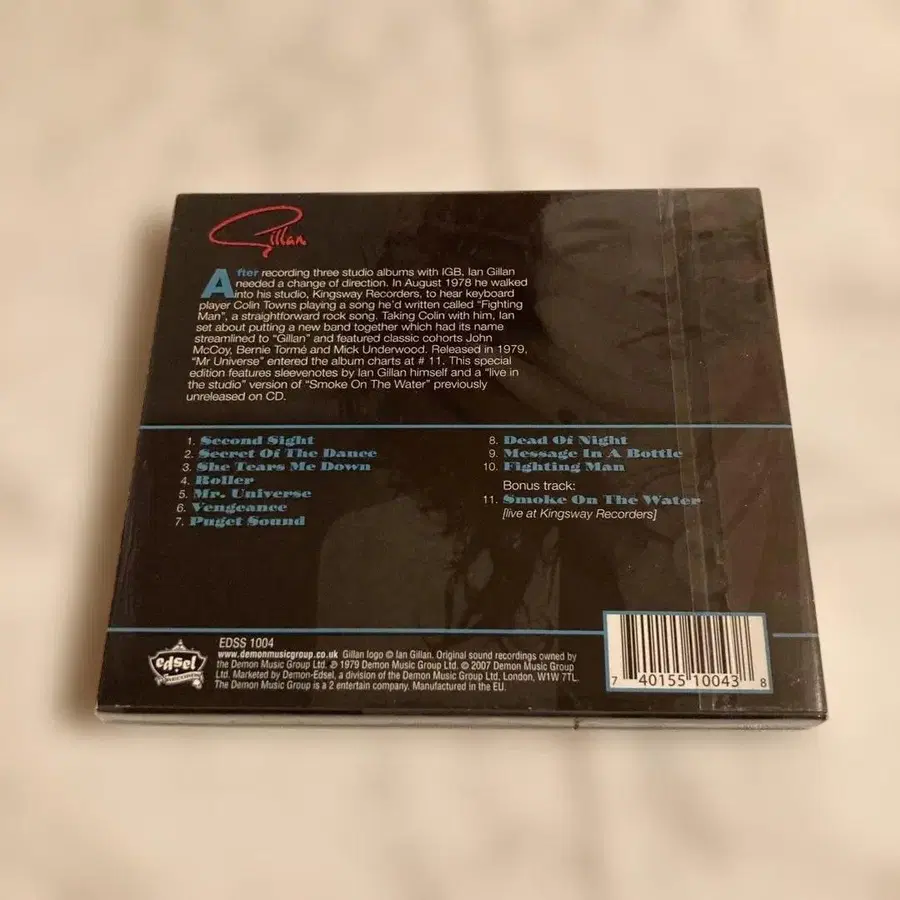 Gillan
After recording three studio albums with IGB, Ian Gillan
needed a change of direction. In August 1978 he walked
into his studio, Kingsway Recorders, to hear keyboard
player Colin Towns playing a song he'd written called "Fighting
Man", a straightforward rock song. Taking Colin with him, Ian
set about putting a new band together which had its name
streamlined to "Gillan" and featured classic cohorts John
McCoy, Bernie Tormé and Mick Underwood. Released in 1979,
"Mr Universe" entered the album charts at # 11. This special
edition features sleevenotes by Ian Gillan himself and a "live in
the studio" version of "Smoke On The Water" previously
unreleased on CD.
1. Second Sight
2. Secret Of The Dance
3. She Tears Me Down
4. Roller
5. Mr. Universe
6. Vengeance
7. Puget Sound
8. Dead Of Night
9. Message In A Bottle
10. Fighting Man
Bonus track:
11. Smoke On The Water
[live at Kingsway Recorders]
edsel
RECORDS
EDSS 1004
www.demonmusicgroup.co.uk Gillan logo © Ian Gillan. Original sound recordings owned by
the Demon Music Group Ltd. ℗ 1979 Demon Music Group Ltd. © 2007 Demon Music Group
Ltd. Marketed by Demon-Edsel, a division of the Demon Music Group Ltd, London, W1W 7TL.
The Demon Music Group is a 2 entertain company. Manufactured in the EU.
7 40155 10043 8